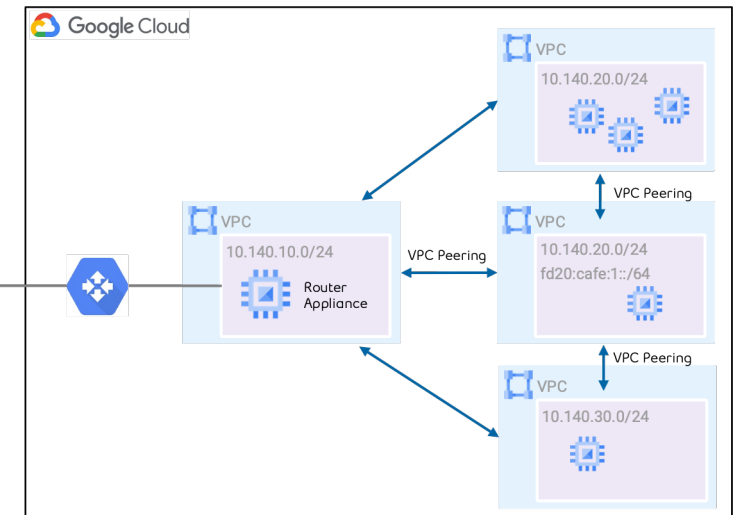 Google Cloud
VPC
10.140.20.0/24
VPC Peering
VPC
10.140.10.0/24
Router
Appliance
VPC Peering
VPC
10.140.20.0/24
fd20:cafe:1::/64
VPC Peering
VPC
10.140.30.0/24